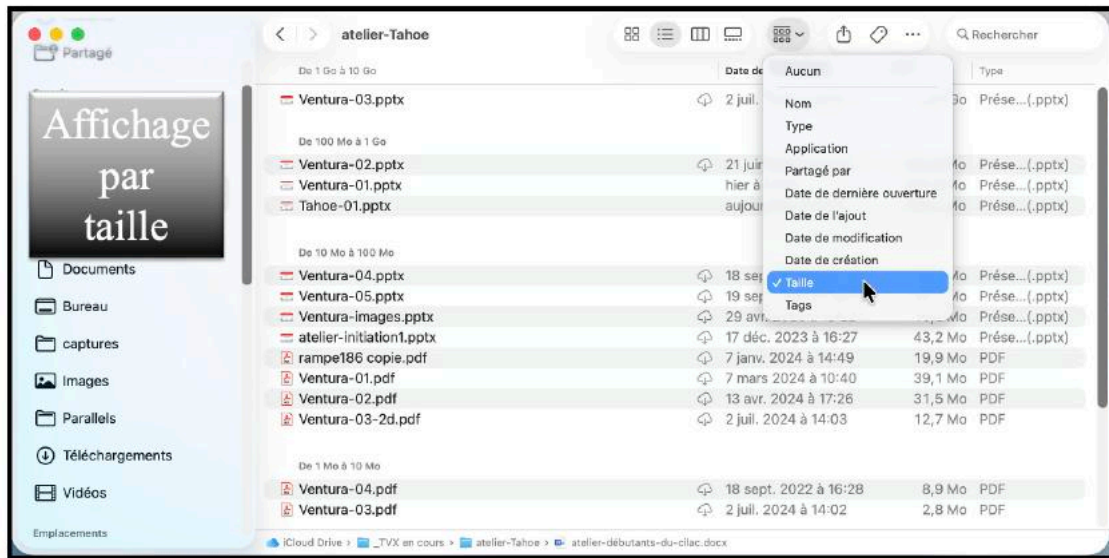 Partagé
Affichage
par
taille
Documents
Bureau
captures
Images
Parallels
Téléchargements
Vidéos
Emplacements
atelier-Tahoe
Rechercher
De 1 Go à 10 Go
Date de
Type
Ventura-03.pptx 2 juil. Go Prése...(.pptx)
De 100 Mo à 1 Go
Ventura-02.pptx 21 juin Mo Prése...(.pptx)
Ventura-01.pptx hier à Mo Prése...(.pptx)
Tahoe-01.pptx aujour Mo Prése...(.pptx)
De 10 Mo à 100 Mo
Ventura-04.pptx 18 sep Mo Prése...(.pptx)
Ventura-05.pptx 19 sep Mo Prése...(.pptx)
Ventura-images.pptx 29 avr. Mo Prése...(.pptx)
atelier-initiation1.pptx 17 déc. 2023 à 16:27 43,2 Mo Prése...(.pptx)
rampe186 copie.pdf 7 janv. 2024 à 14:49 19,9 Mo PDF
Ventura-01.pdf 7 mars 2024 à 10:40 39,1 Mo PDF
Ventura-02.pdf 13 avr. 2024 à 17:26 31,5 Mo PDF
Ventura-03-2d.pdf 2 juil. 2024 à 14:03 12,7 Mo PDF
De 1 Mo à 10 Mo
Ventura-04.pdf 18 sept. 2022 à 16:28 8,9 Mo PDF
Ventura-03.pdf 2 juil. 2024 à 14:02 2,8 Mo PDF
Aucun
Nom
Type
Application
Partagé par
Date de dernière ouverture
Date de l'ajout
Date de modification
Date de création
✓ Taille
Tags
iCloud Drive › _TVX en cours › atelier-Tahoe › atelier-débutants-du-cilac.docx